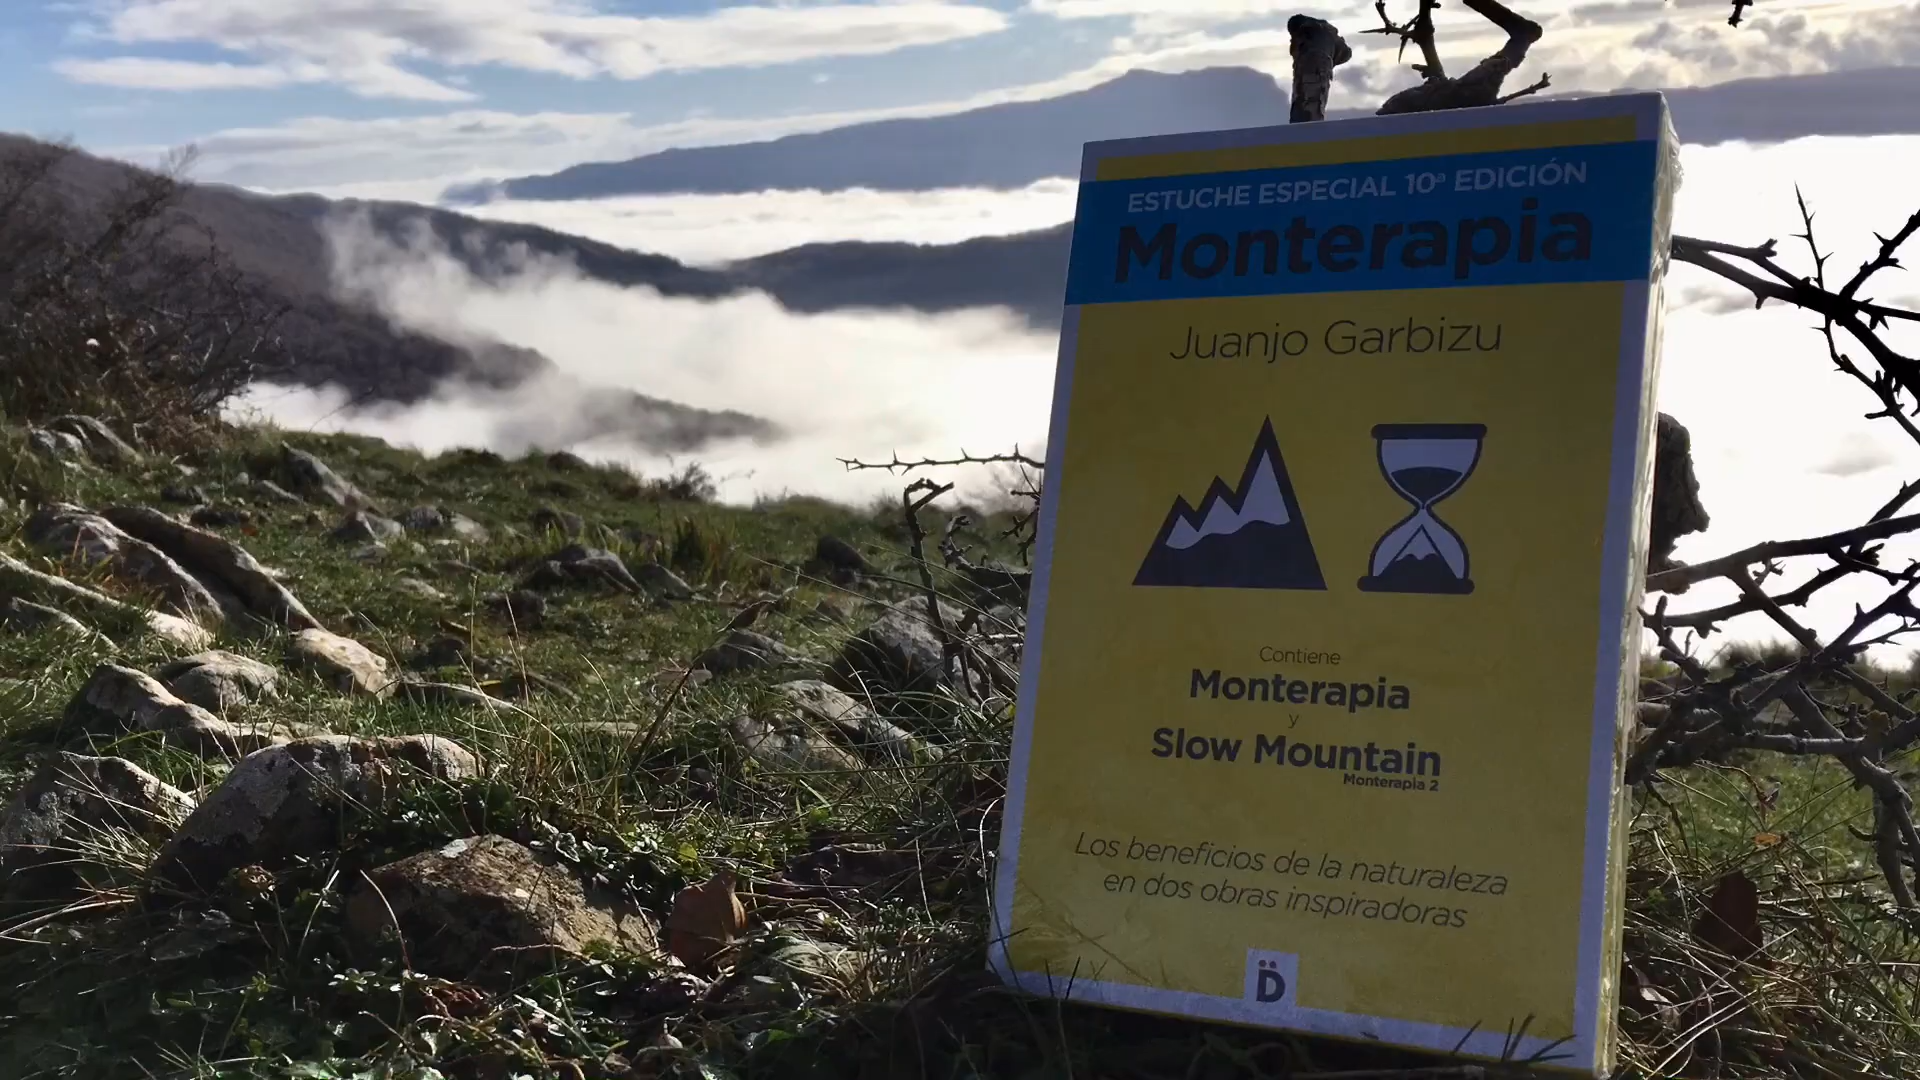 ESTUCHE ESPECIAL 10ª EDICIÓN
Monterapia
Juanjo Garbizu
Contiene
Monterapia
y
Slow Mountain
Monterapia 2
Los beneficios de la naturaleza
en dos obras inspiradoras
D̈